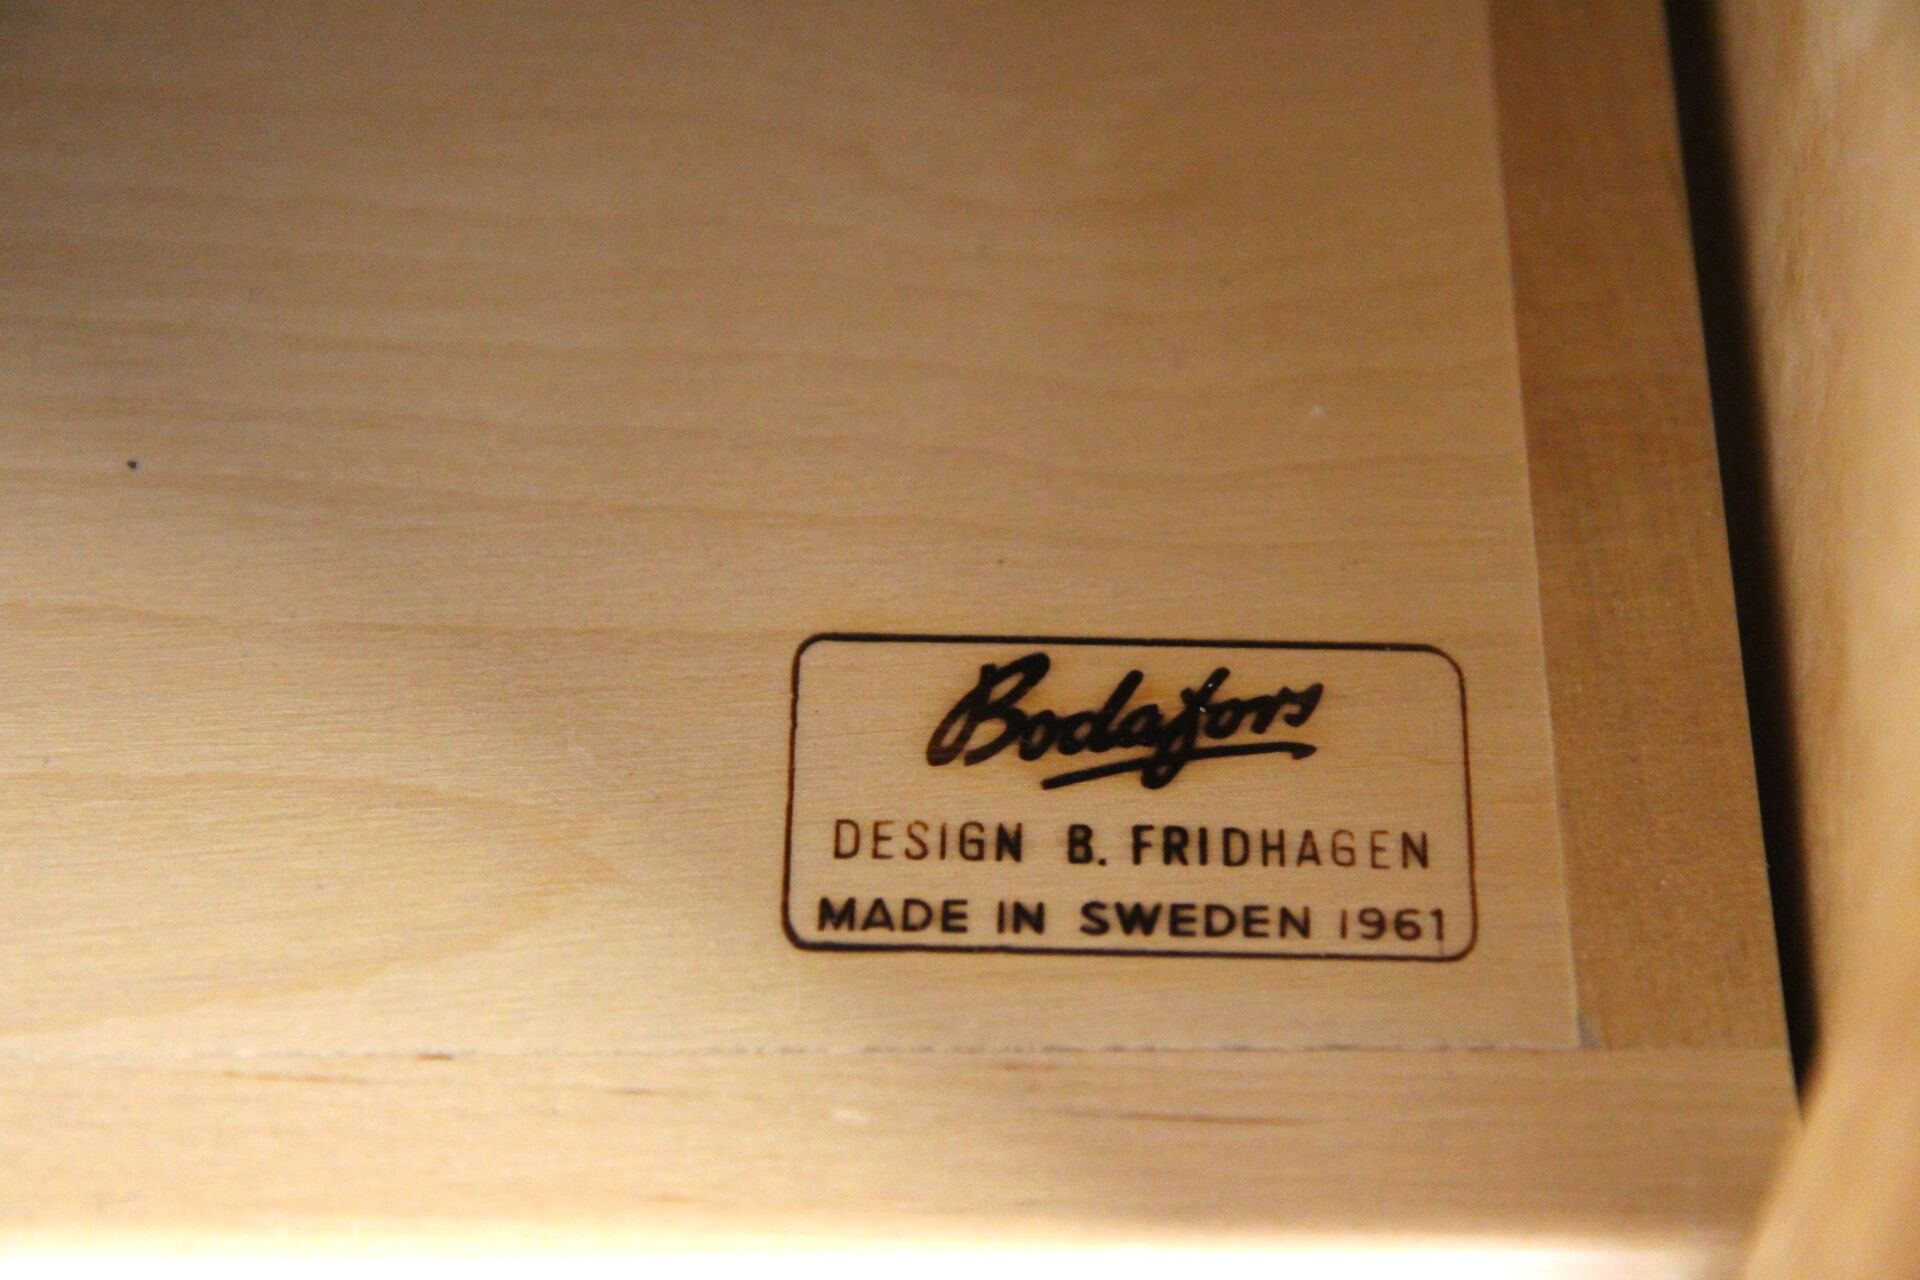 Bodafors
DESIGN B. FRIDHAGEN
MADE IN SWEDEN 1961